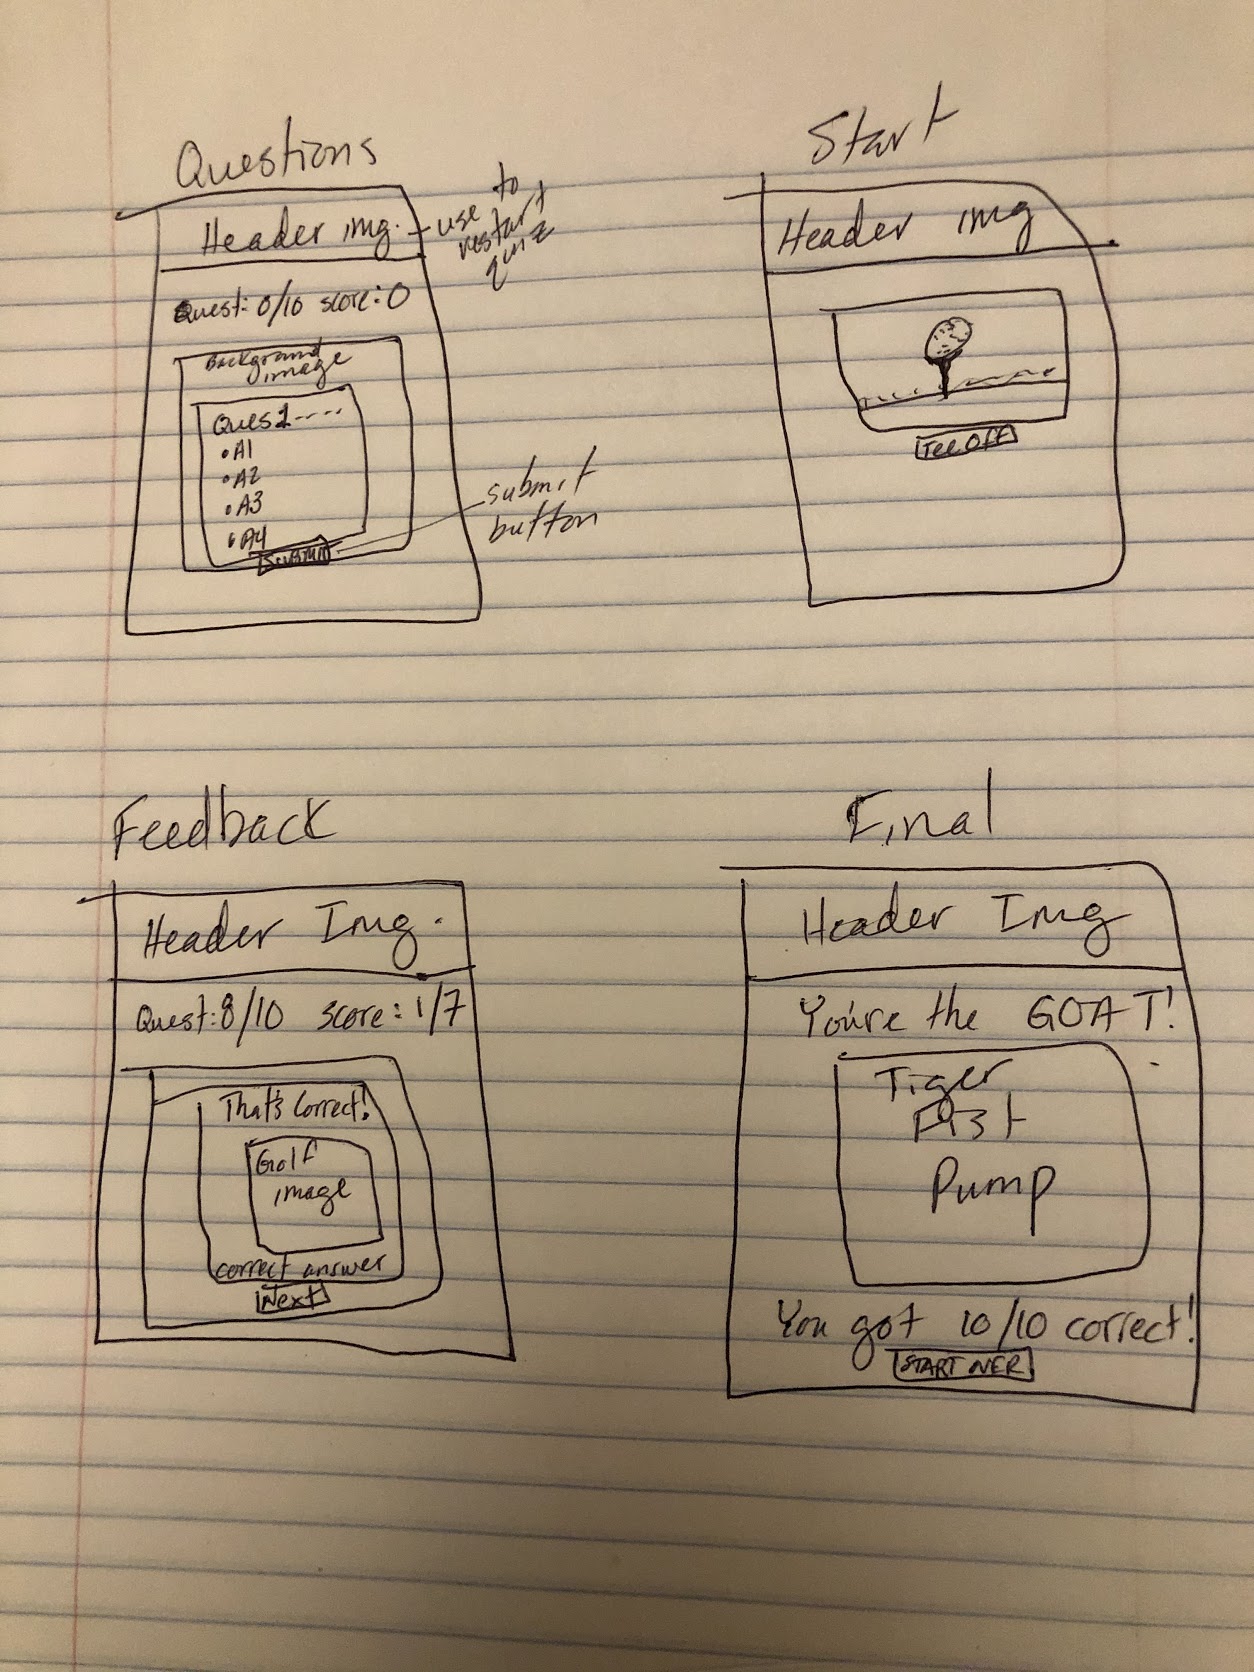 Questions
Header img. - use to restart quiz
Quest: 0/10 score: 0
Background image
Ques 1----
• A1
• A2
• A3
• A4
Submit
submit button
Start
Header img
Tee Off
Feedback
Header Img.
Quest: 8/10 score: 1/7
That's Correct!
Golf image
correct answer
Next
Final
Header Img
You're the GOAT!
Tiger
Fist
Pump
You got 10/10 correct!
START OVER